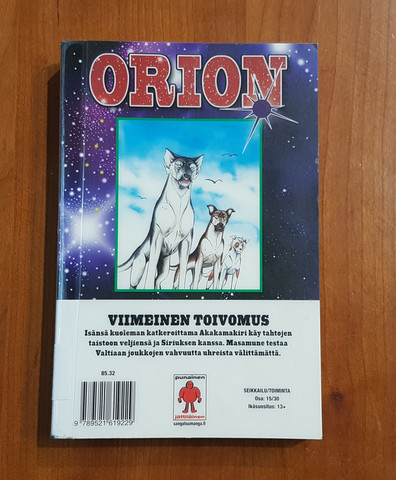 ORION
VIIMEINEN TOIVOMUS
Isänsä kuoleman katkeroittama Akakamakiri käy tahtojen
taistoon veljiensä ja Siriuksen kanssa. Masamune testaa
Valtiaan joukkojen vahvuutta uhreista välittämättä.
85.32
9 789521 619229
punainen
jättiläinen
sangatsumanga.fi
SEIKKAILU/TOIMINTA
Osa: 15/30
Ikäsuositus: 13+